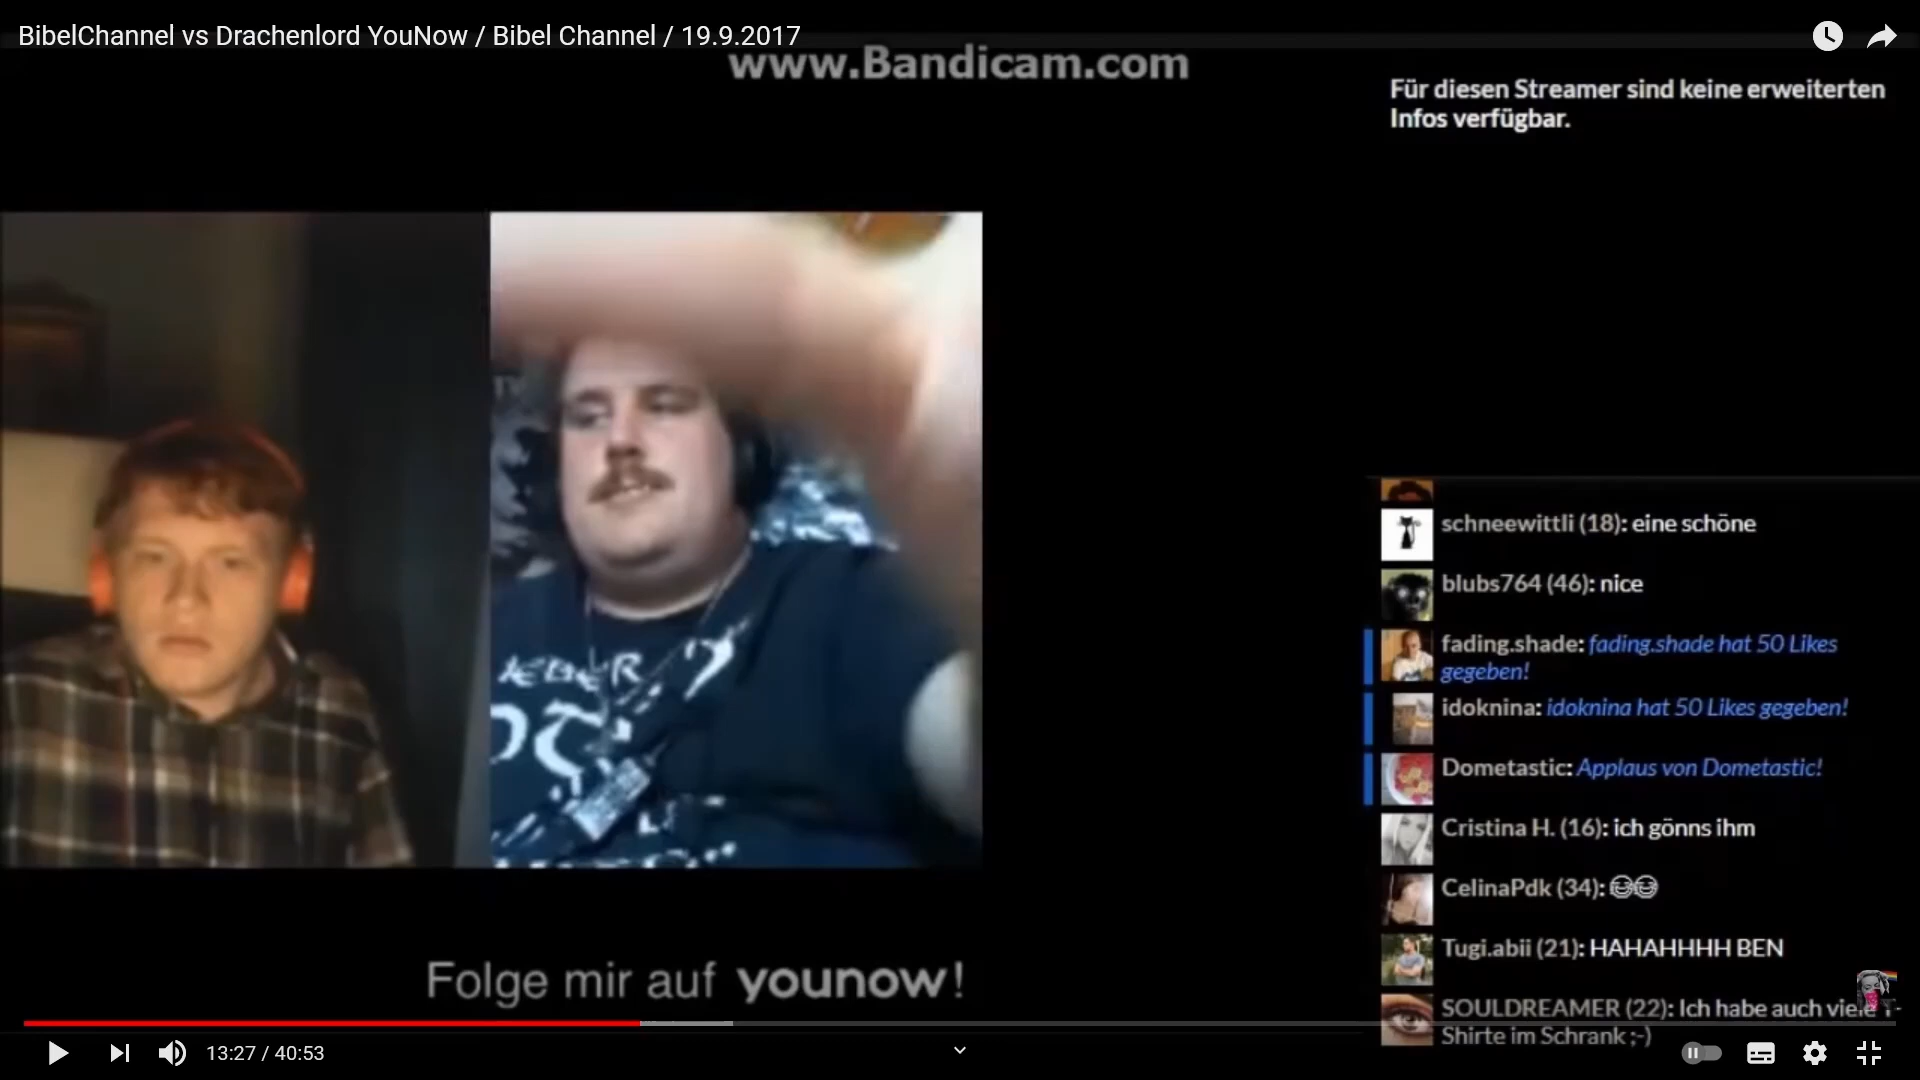 BibelChannel vs Drachenlord YouNow / Bibel Channel / 19.9.2017
www.Bandicam.com
Für diesen Streamer sind keine erweiterten
Infos verfügbar.
schneewittli (18): eine schöne
blubs764 (46): nice
fading.shade: fading.shade hat 50 Likes
gegeben!
idoknina: idoknina hat 50 Likes gegeben!
Dometastic: Applaus von Dometastic!
Cristina H. (16): ich gönns ihm
CelinaPdk (34): 😂😂
Tugi.abii (21): HAHAHHHH BEN
SOULDREAMER (22): Ich habe auch viele T-
Shirte im Schrank ;-)
Folge mir auf younow!
13:27 / 40:53